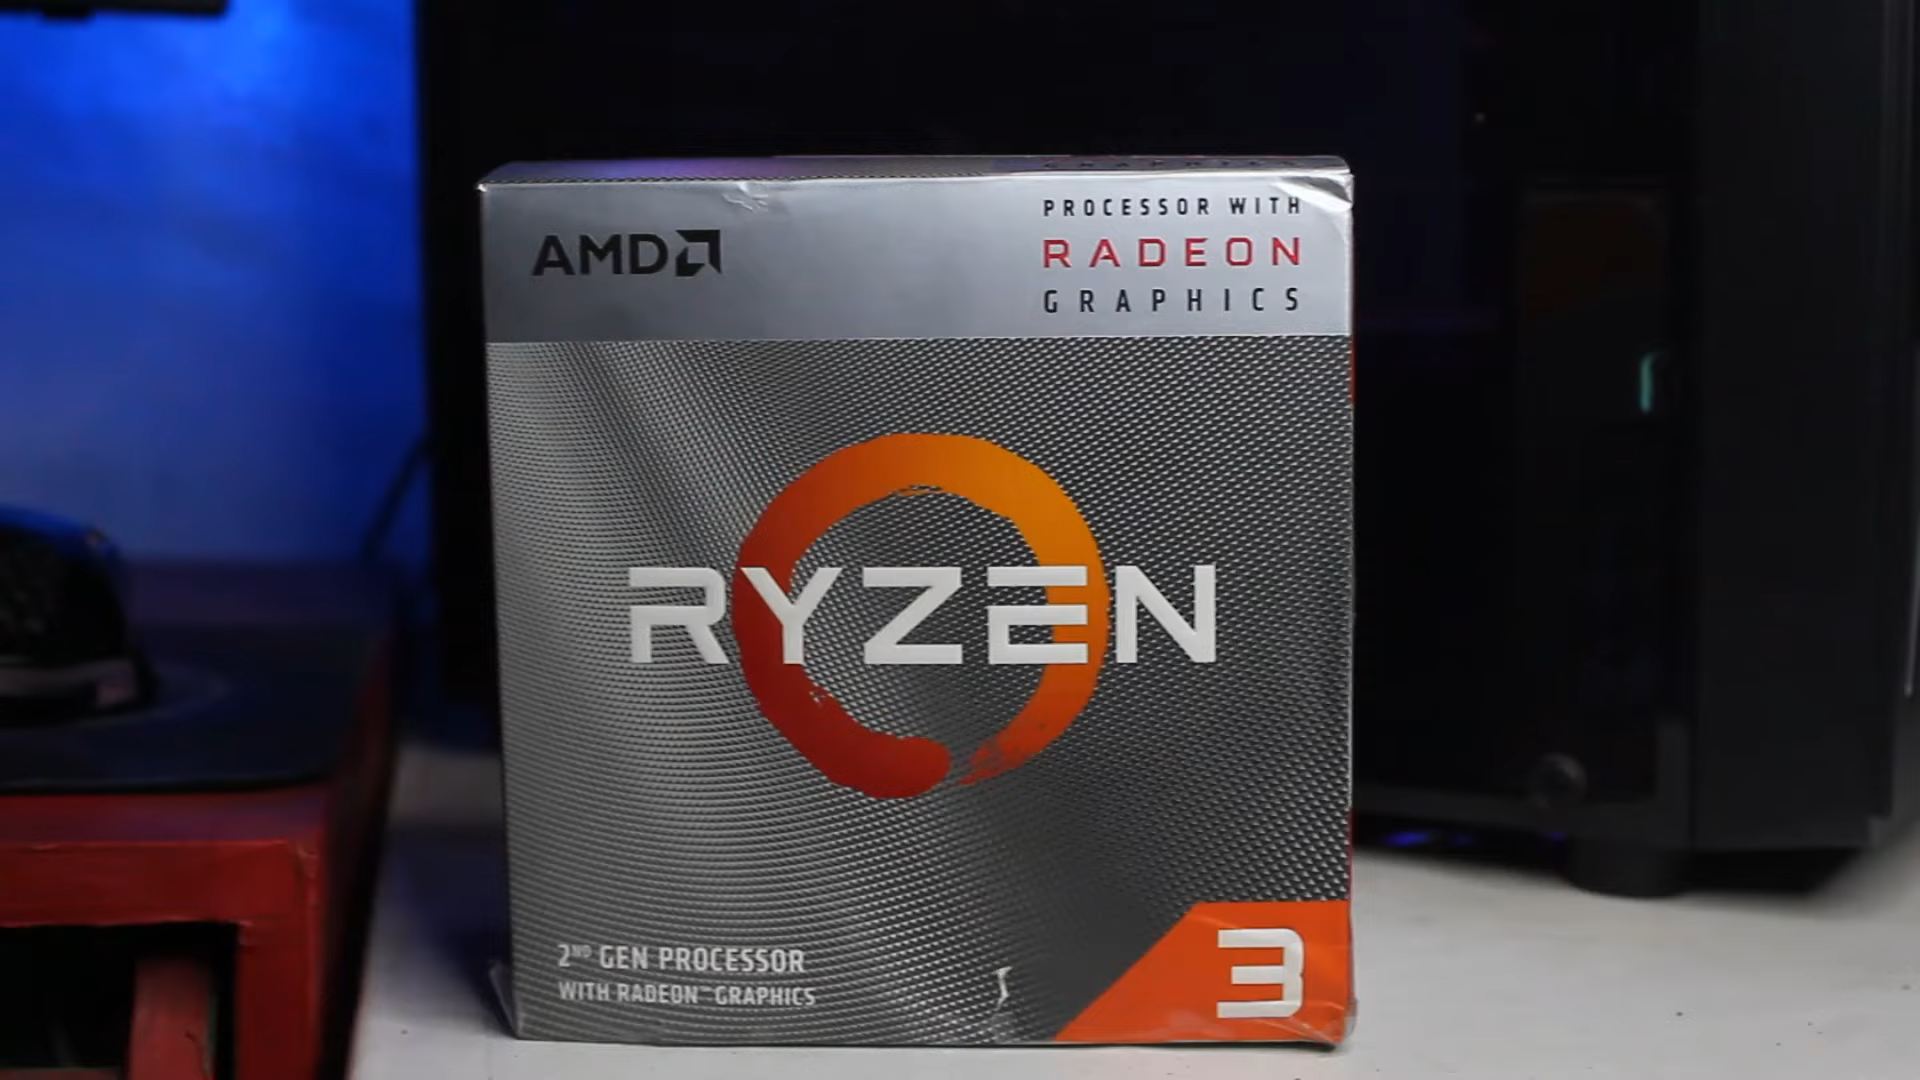 AMD
PROCESSOR WITH
RADEON
GRAPHICS
RYZEN
2ND GEN PROCESSOR
WITH RADEON™ GRAPHICS
3